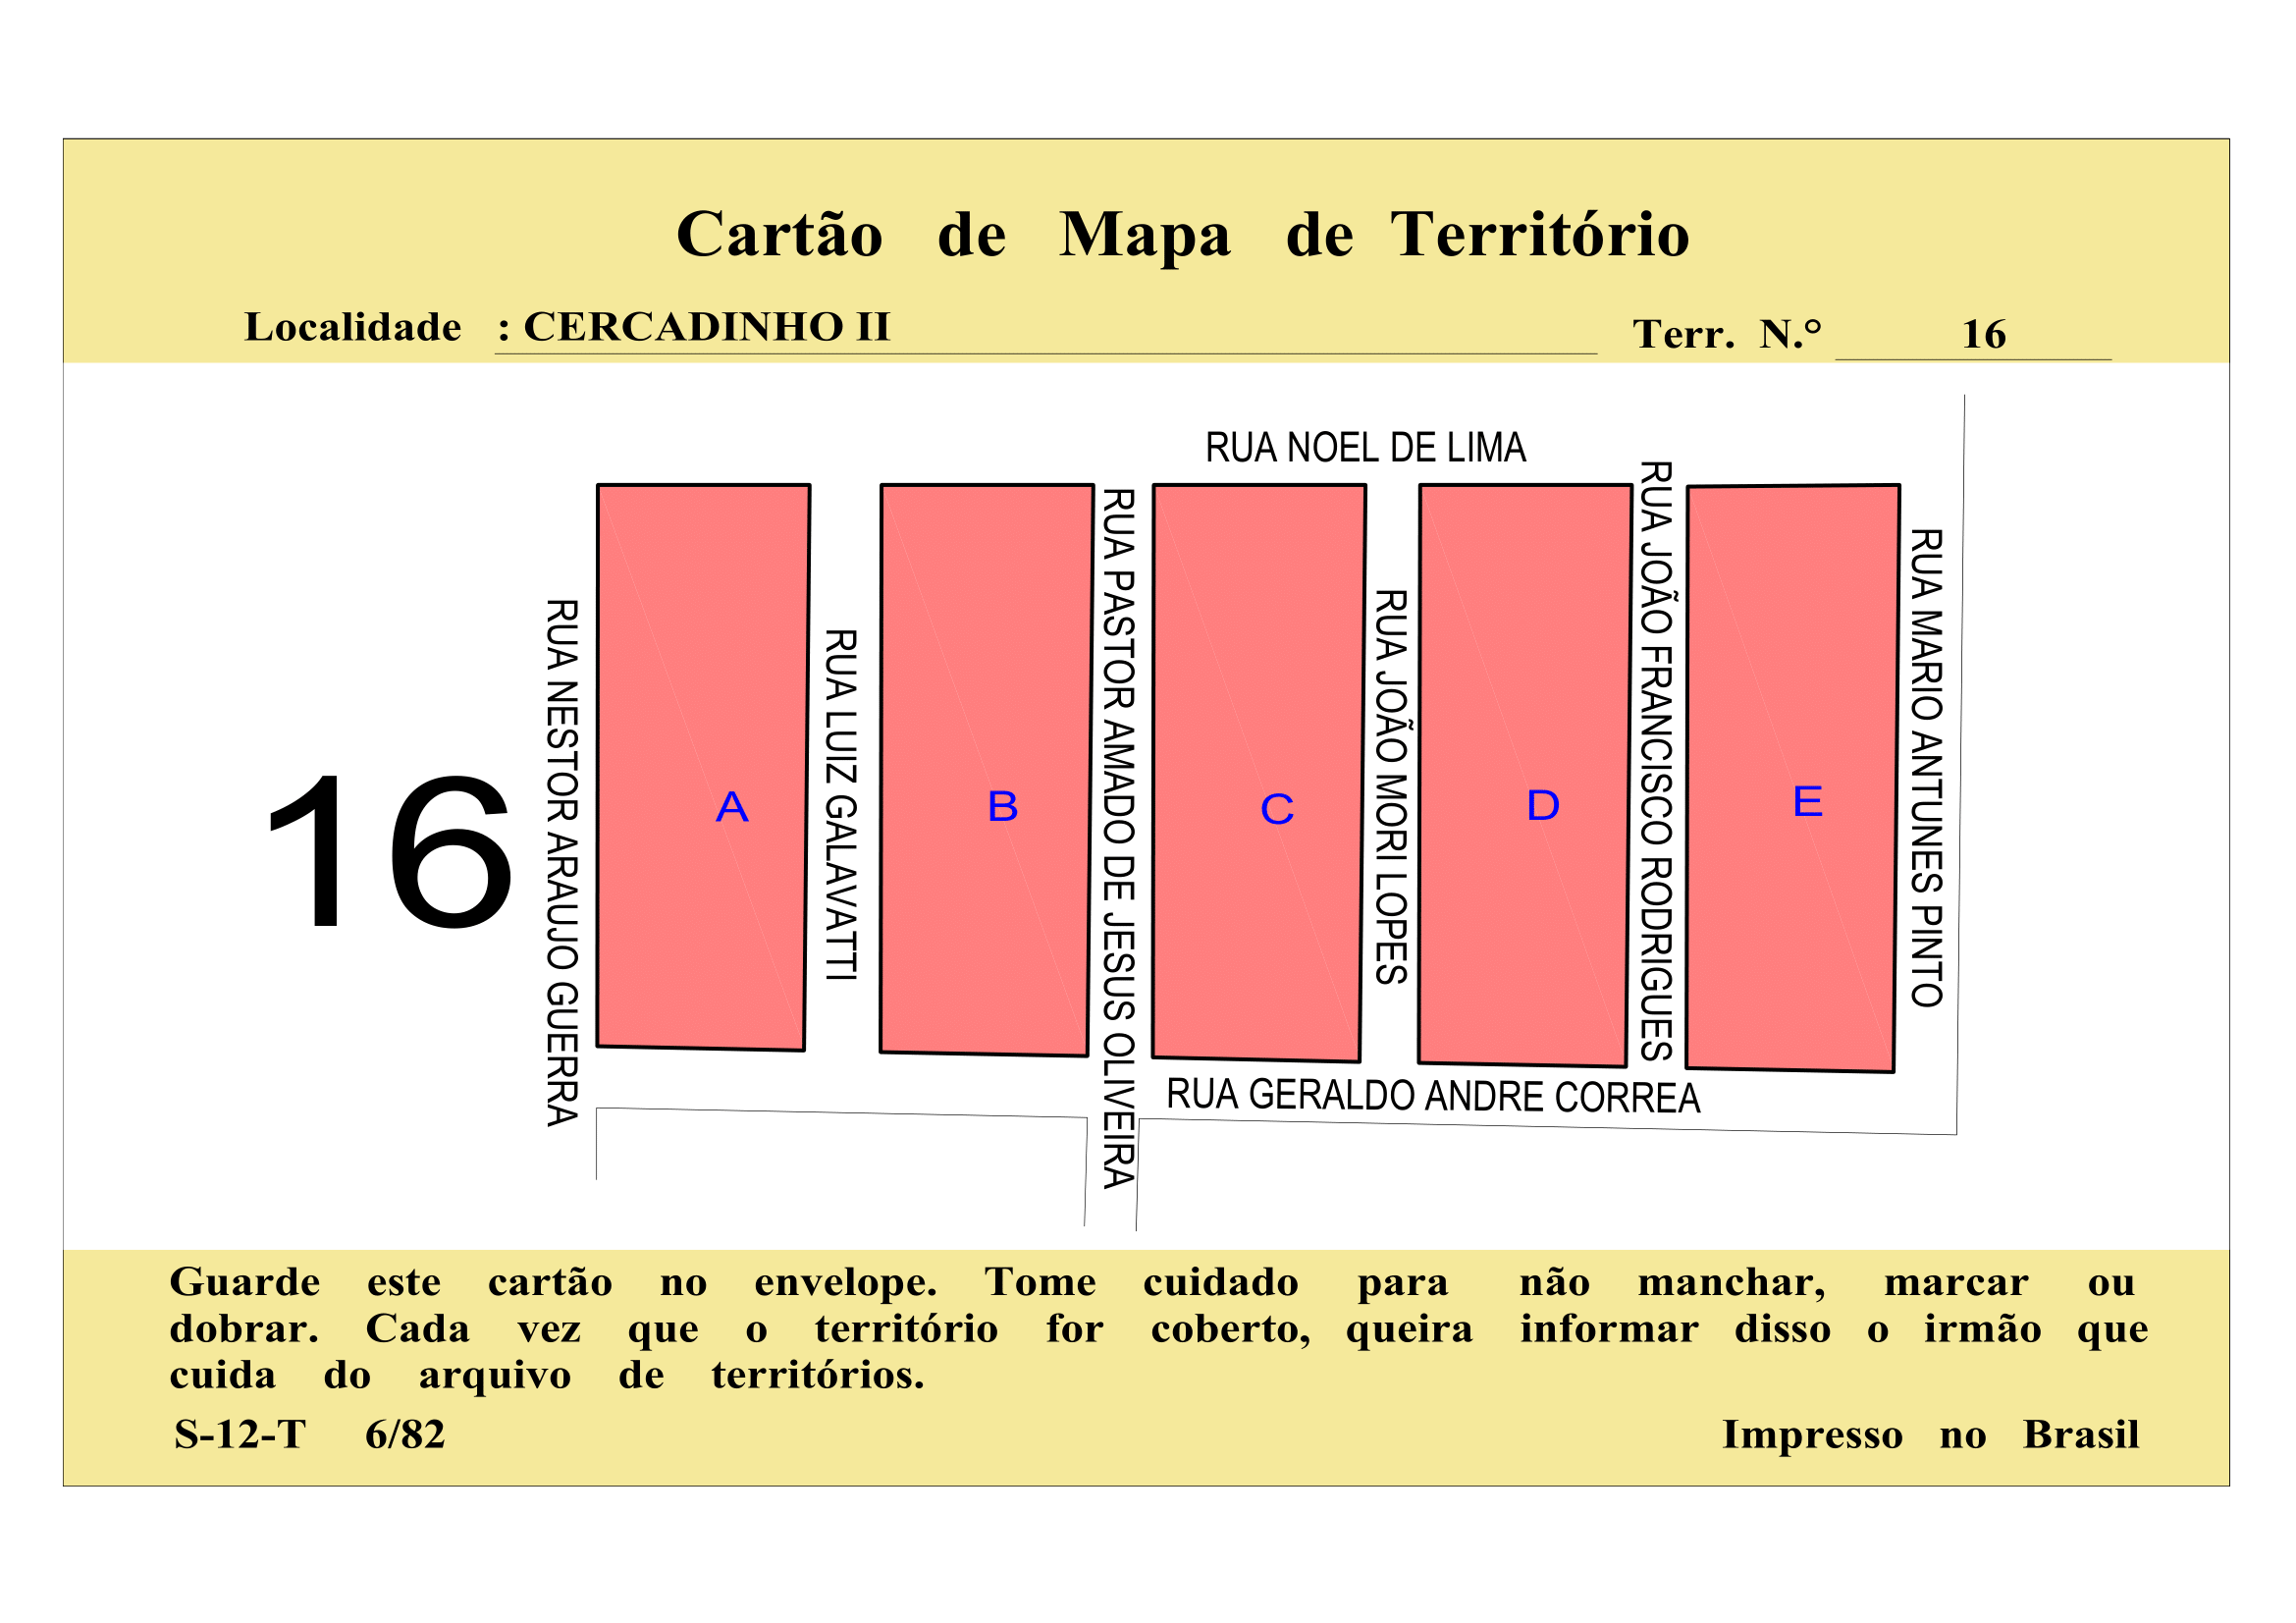 Cartão de Mapa de Território
Localidade : CERCADINHO II
Terr. N.° 16
RUA NOEL DE LIMA
16
RUA NESTOR ARAUJO GUERRA
A
RUA LUIZ GALAVATTI
B
RUA PASTOR AMADO DE JESUS OLIVEIRA
C
RUA JOÃO MORI LOPES
D
RUA JOÃO FRANCISCO RODRIGUES
E
RUA MARIO ANTUNES PINTO
RUA GERALDO ANDRE CORREA
Guarde este cartão no envelope. Tome cuidado para não manchar, marcar ou
dobrar. Cada vez que o território for coberto, queira informar disso o irmão que
cuida do arquivo de territórios.
S-12-T 6/82
Impresso no Brasil